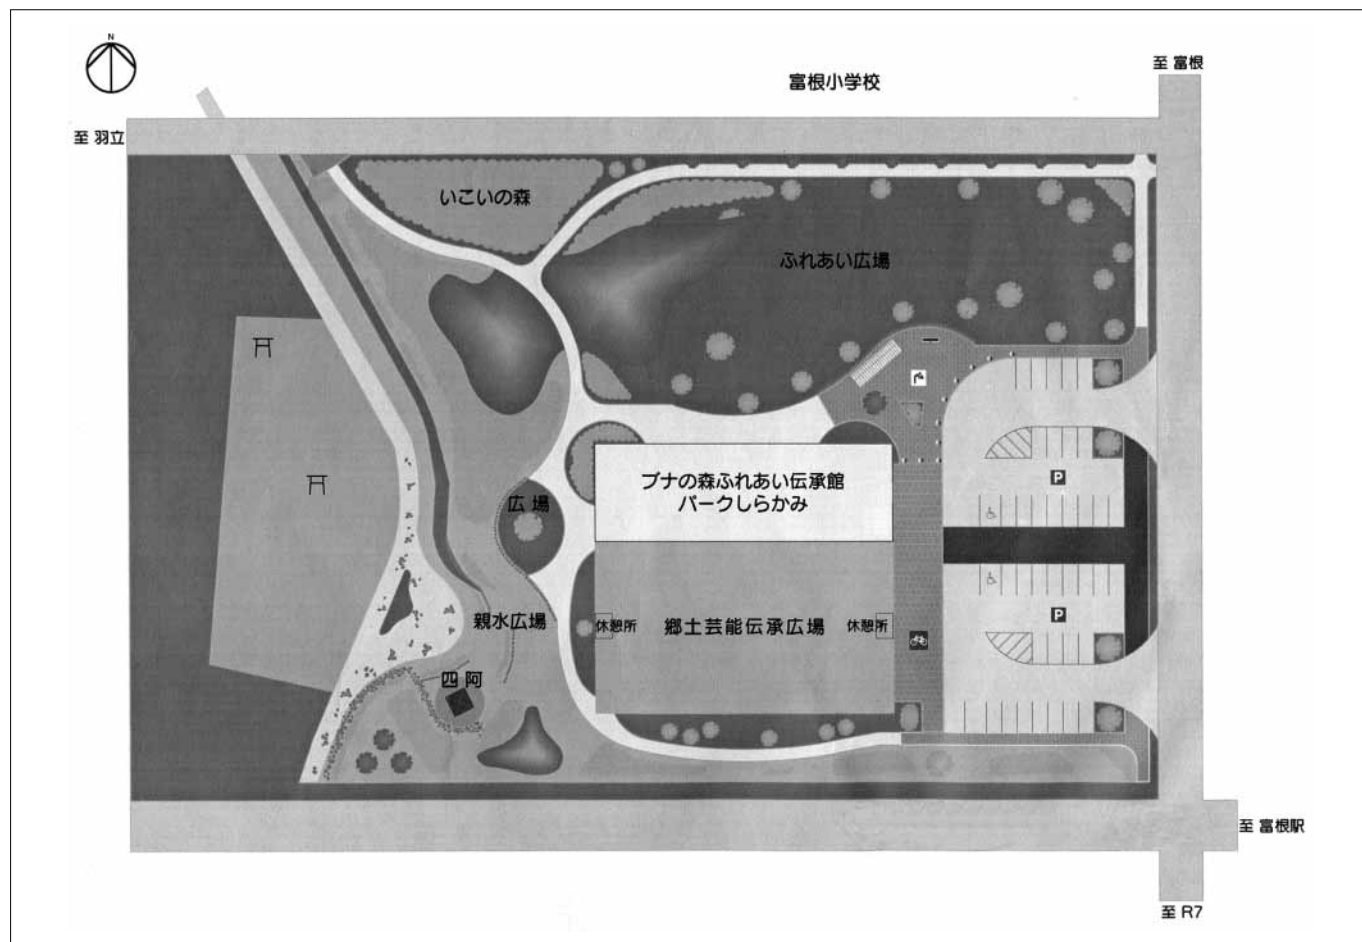 N
至 富根
富根小学校
至 羽立
いこいの森
ふれあい広場
ブナの森ふれあい伝承館
パークしらかみ
P
広 場
親水広場
休憩所
郷土芸能伝承広場
休憩所
P
四 阿
至 富根駅
至 R7